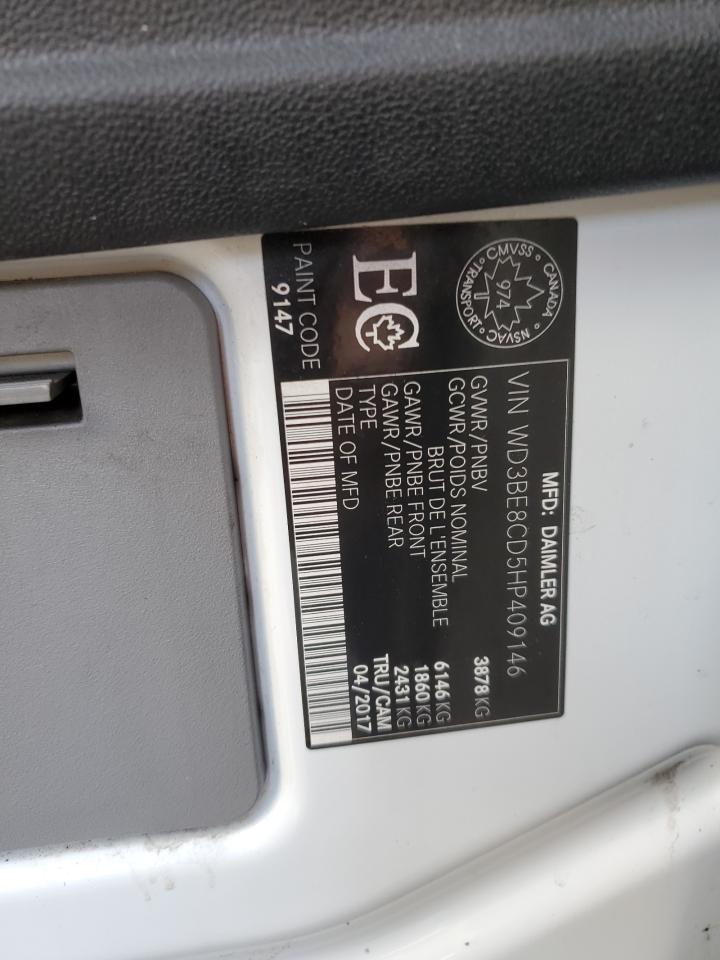 MFD: DAIMLER AG
VIN WD3BE8CD5HP409146
CANADA
CMVSS
TRANSPORT
NSVAC
974
GVWR/PNBV 3878 KG
GCWR/POIDS NOMINAL
BRUT DE L'ENSEMBLE 6146 KG
GAWR/PNBE FRONT 1860 KG
GAWR/PNBE REAR 2431 KG
TYPE TRU/CAM
DATE OF MFD 04/2017
EC
PAINT CODE
9147